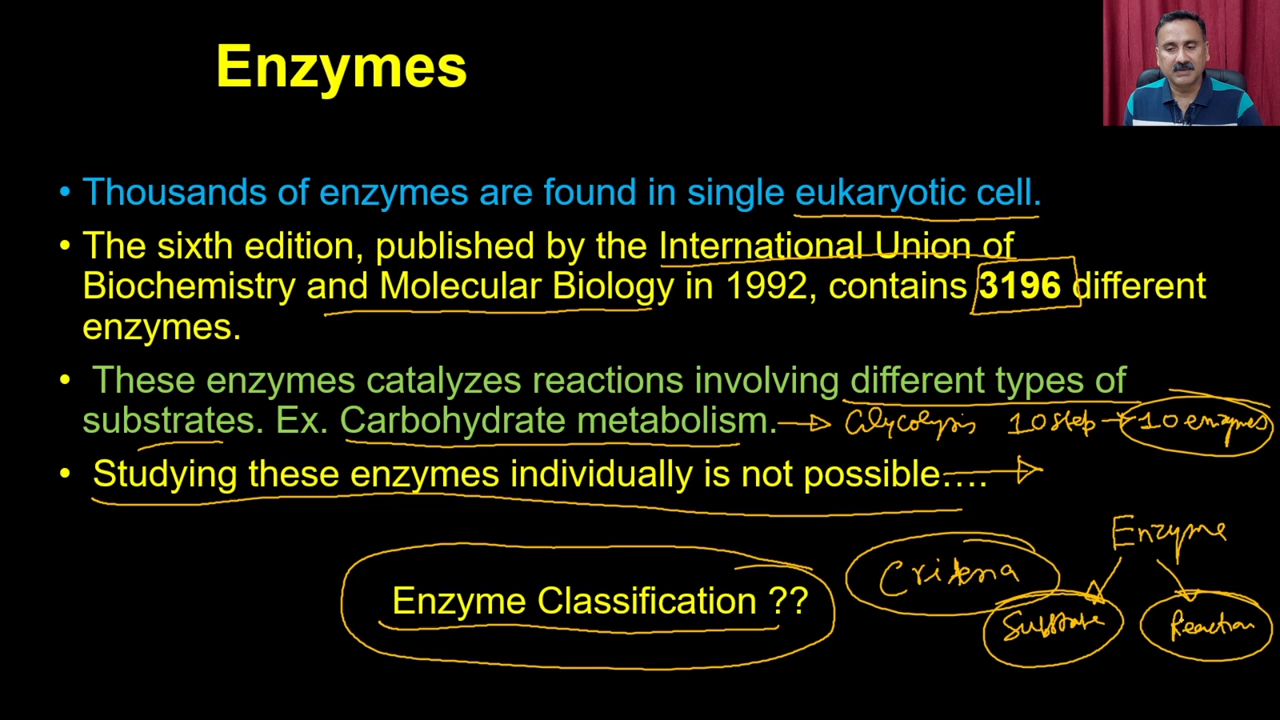 Enzymes
• Thousands of enzymes are found in single eukaryotic cell.
• The sixth edition, published by the International Union of
Biochemistry and Molecular Biology in 1992, contains 3196 different
enzymes.
• These enzymes catalyzes reactions involving different types of
substrates. Ex. Carbohydrate metabolism. Glycolysis 10 step 10 enzymes
• Studying these enzymes individually is not possible….
Enzyme
Criteria
Enzyme Classification ??
Substrate Reaction